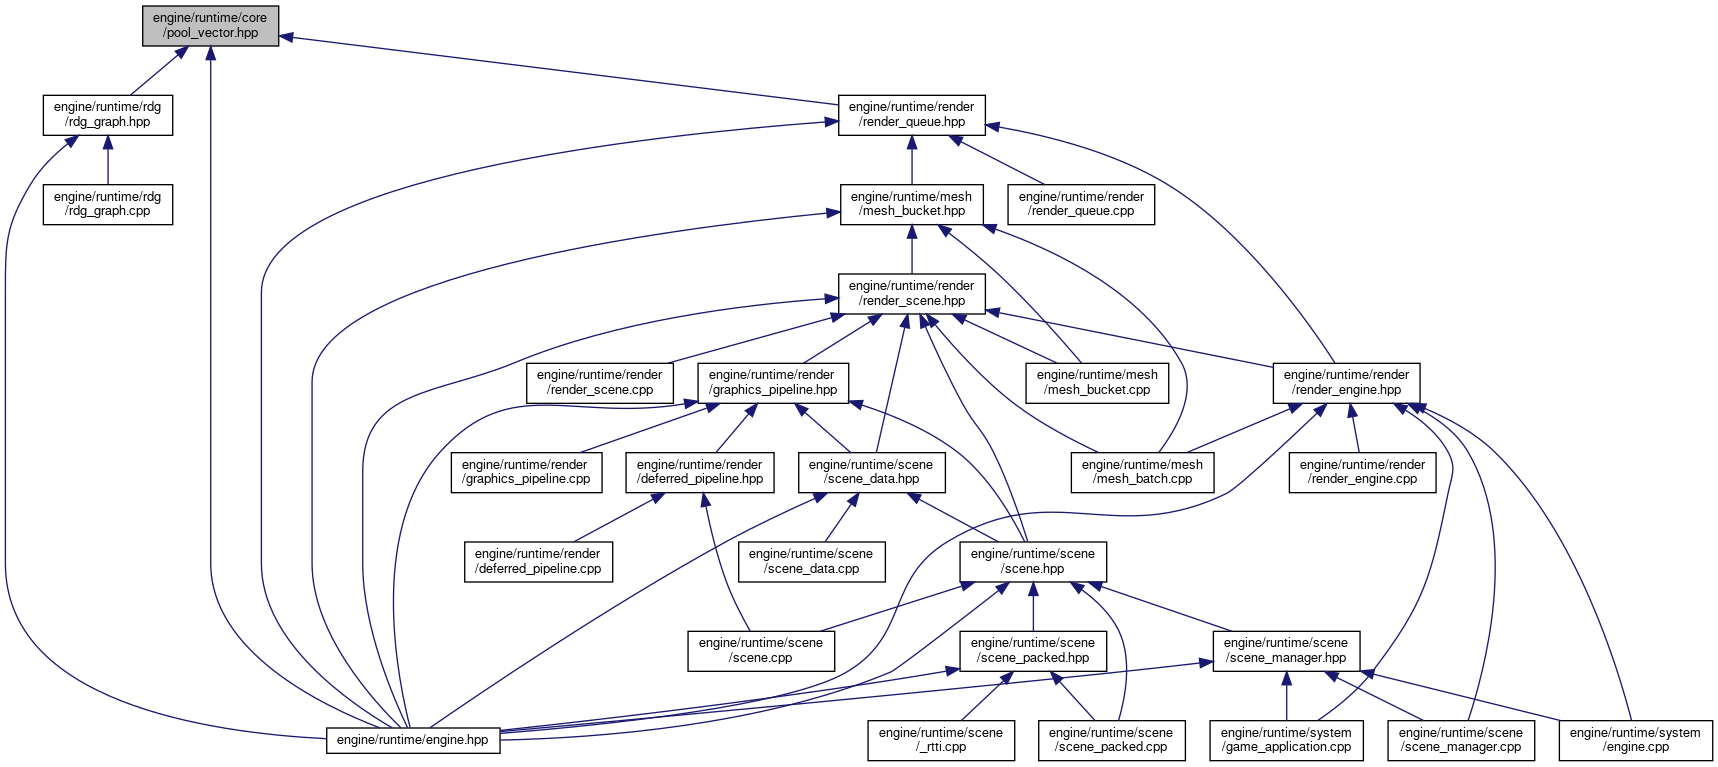 engine/runtime/core
/pool_vector.hpp
engine/runtime/rdg
/rdg_graph.hpp
engine/runtime/render
/render_queue.hpp
engine/runtime/rdg
/rdg_graph.cpp
engine/runtime/mesh
/mesh_bucket.hpp
engine/runtime/render
/render_queue.cpp
engine/runtime/render
/render_scene.hpp
engine/runtime/render
/render_scene.cpp
engine/runtime/render
/graphics_pipeline.hpp
engine/runtime/mesh
/mesh_bucket.cpp
engine/runtime/render
/render_engine.hpp
engine/runtime/render
/graphics_pipeline.cpp
engine/runtime/render
/deferred_pipeline.hpp
engine/runtime/scene
/scene_data.hpp
engine/runtime/mesh
/mesh_batch.cpp
engine/runtime/render
/render_engine.cpp
engine/runtime/render
/deferred_pipeline.cpp
engine/runtime/scene
/scene_data.cpp
engine/runtime/scene
/scene.hpp
engine/runtime/scene
/scene.cpp
engine/runtime/scene
/scene_packed.hpp
engine/runtime/scene
/scene_manager.hpp
engine/runtime/engine.hpp
engine/runtime/scene
/_rtti.cpp
engine/runtime/scene
/scene_packed.cpp
engine/runtime/system
/game_application.cpp
engine/runtime/scene
/scene_manager.cpp
engine/runtime/system
/engine.cpp